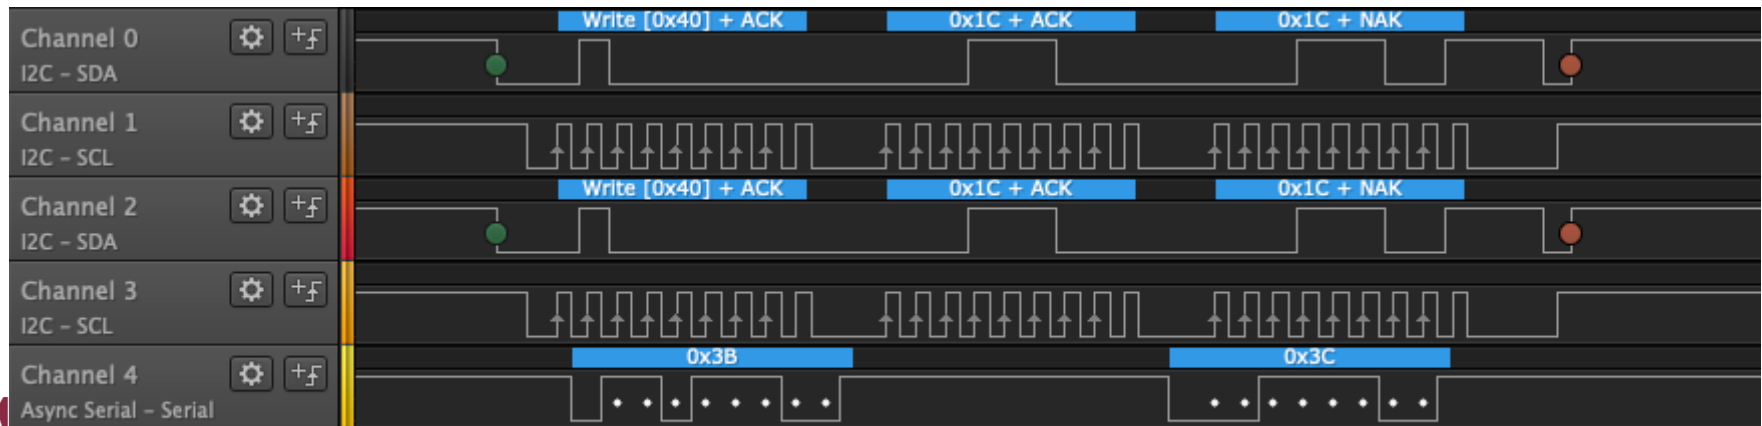 Write [0x40] + ACK 0x1C + ACK 0x1C + NAK
Channel 0
I2C – SDA
Channel 1
I2C – SCL
Write [0x40] + ACK 0x1C + ACK 0x1C + NAK
Channel 2
I2C – SDA
Channel 3
I2C – SCL
0x3B 0x3C
Channel 4
Async Serial – Serial